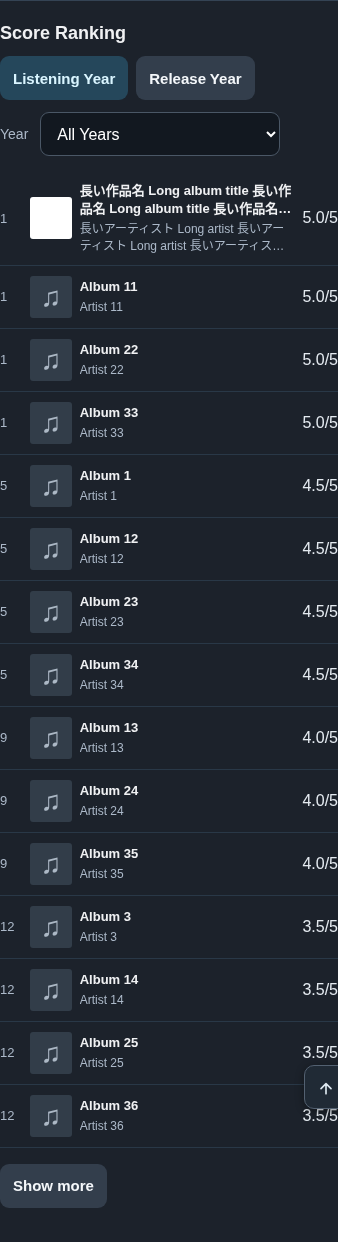 Score Ranking
Listening Year
Release Year
Year
All Years
1
長い作品名 Long album title 長い作
品名 Long album title 長い作品名…
長いアーティスト Long artist 長いアー
ティスト Long artist 長いアーティス…
5.0/5
1
Album 11
Artist 11
5.0/5
1
Album 22
Artist 22
5.0/5
1
Album 33
Artist 33
5.0/5
5
Album 1
Artist 1
4.5/5
5
Album 12
Artist 12
4.5/5
5
Album 23
Artist 23
4.5/5
5
Album 34
Artist 34
4.5/5
9
Album 13
Artist 13
4.0/5
9
Album 24
Artist 24
4.0/5
9
Album 35
Artist 35
4.0/5
12
Album 3
Artist 3
3.5/5
12
Album 14
Artist 14
3.5/5
12
Album 25
Artist 25
3.5/5
12
Album 36
Artist 36
3.5/5
Show more